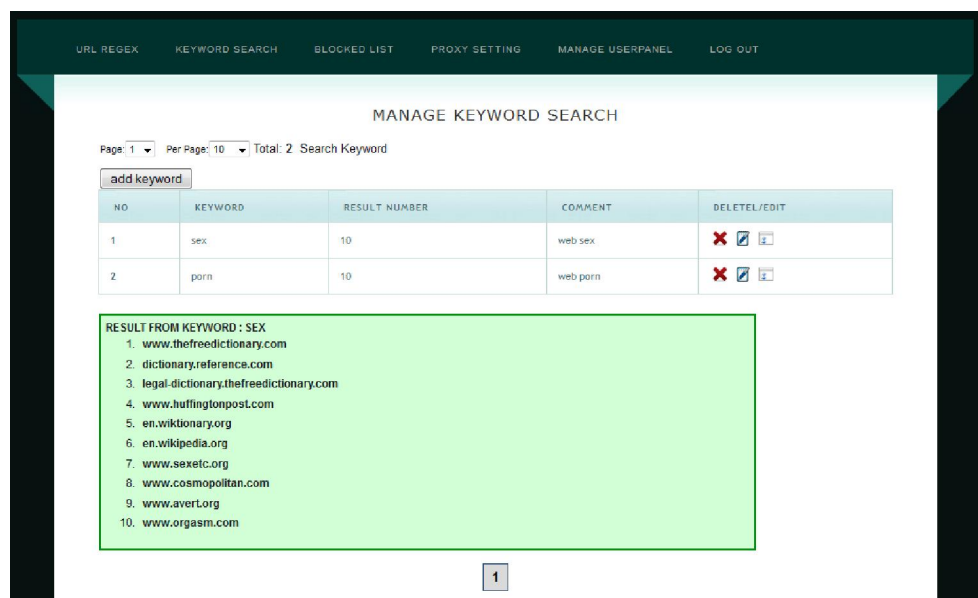 URL REGEX KEYWORD SEARCH BLOCKED LIST PROXY SETTING MANAGE USERPANEL LOG OUT
MANAGE KEYWORD SEARCH
Page: 1 Per Page: 10 Total: 2 Search Keyword
add keyword
NO KEYWORD RESULT NUMBER COMMENT DELETEL/EDIT
1 sex 10 web sex
2 porn 10 web porn
RESULT FROM KEYWORD : SEX
1. www.thefreedictionary.com
2. dictionary.reference.com
3. legal-dictionary.thefreedictionary.com
4. www.huffingtonpost.com
5. en.wiktionary.org
6. en.wikipedia.org
7. www.sexetc.org
8. www.cosmopolitan.com
9. www.avert.org
10. www.orgasm.com
1